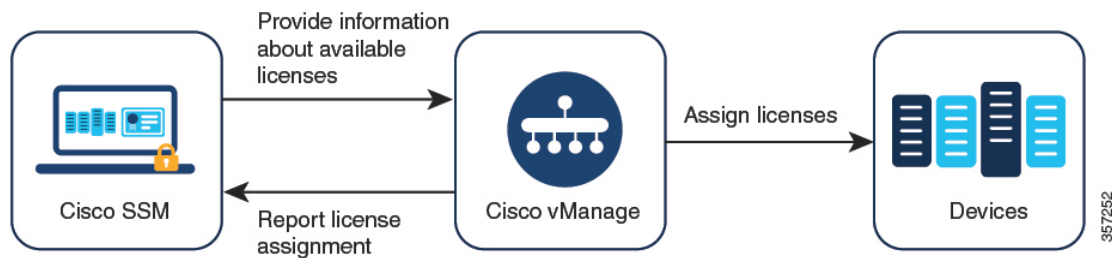 Provide information
about available
licenses
Cisco SSM
Report license
assignment
Cisco vManage
Assign licenses
Devices
357252